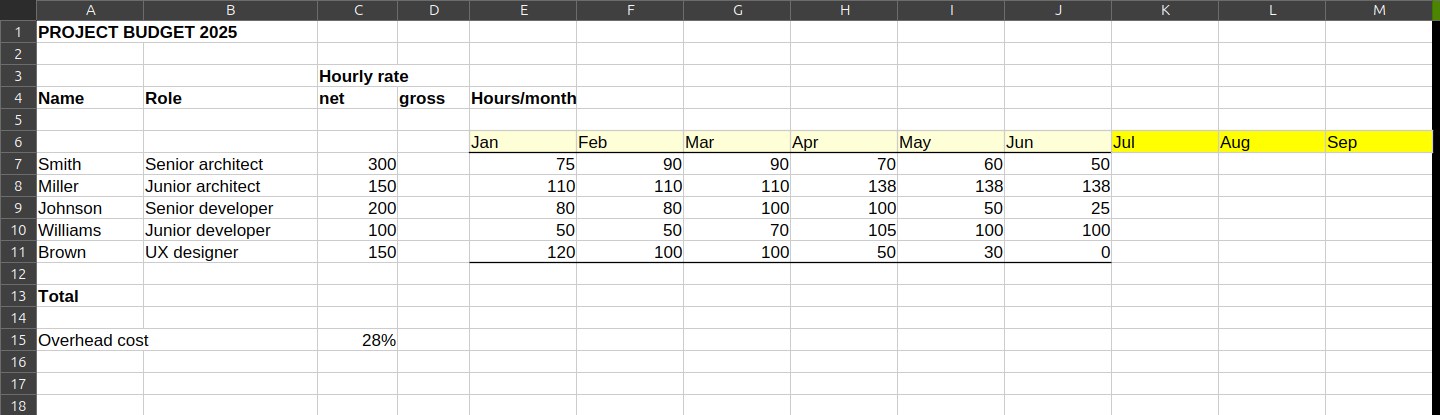 A B C D E F G H I J K L M
1 PROJECT BUDGET 2025
2
3 Hourly rate
4 Name Role net gross Hours/month
5
6 Jan Feb Mar Apr May Jun Jul Aug Sep
7 Smith Senior architect 300 75 90 90 70 60 50
8 Miller Junior architect 150 110 110 110 138 138 138
9 Johnson Senior developer 200 80 80 100 100 50 25
10 Williams Junior developer 100 50 50 70 105 100 100
11 Brown UX designer 150 120 100 100 50 30 0
12
13 Total
14
15 Overhead cost 28%
16
17
18